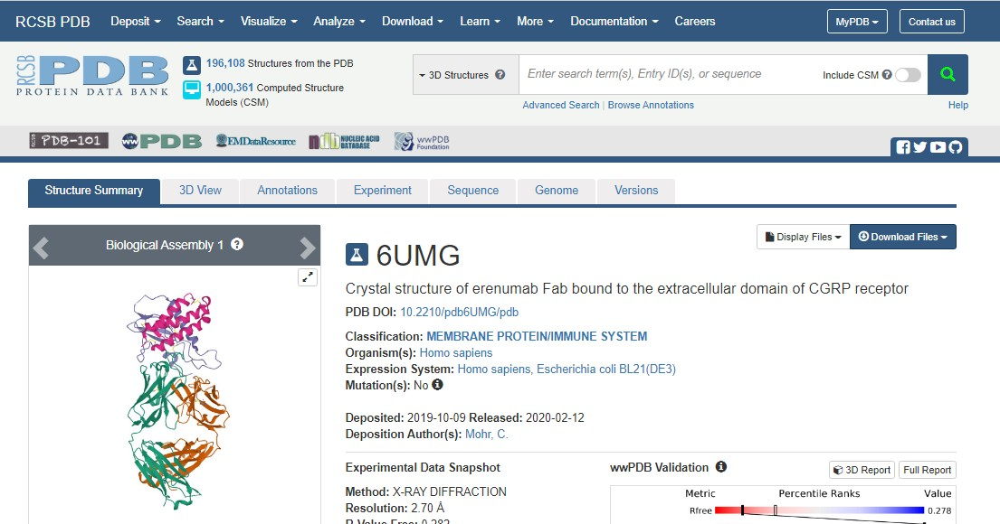 RCSB PDB Deposit Search Visualize Analyze Download Learn More Documentation Careers MyPDB Contact us
RCSB PDB
PROTEIN DATA BANK
196,108 Structures from the PDB
1,000,361 Computed Structure
Models (CSM)
3D Structures Enter search term(s), Entry ID(s), or sequence Include CSM
Advanced Search | Browse Annotations Help
RCSB PDB-101 wwPDB EMDataResource NUCLEIC ACID DATABASE wwPDB Foundation
Structure Summary 3D View Annotations Experiment Sequence Genome Versions
Biological Assembly 1
Display Files Download Files
6UMG
Crystal structure of erenumab Fab bound to the extracellular domain of CGRP receptor
PDB DOI: 10.2210/pdb6UMG/pdb
Classification: MEMBRANE PROTEIN/IMMUNE SYSTEM
Organism(s): Homo sapiens
Expression System: Homo sapiens, Escherichia coli BL21(DE3)
Mutation(s): No
Deposited: 2019-10-09 Released: 2020-02-12
Deposition Author(s): Mohr, C.
Experimental Data Snapshot
Method: X-RAY DIFFRACTION
Resolution: 2.70 Å
R-Value Free: 0.282
wwPDB Validation 3D Report Full Report
Metric Percentile Ranks Value
Rfree 0.278